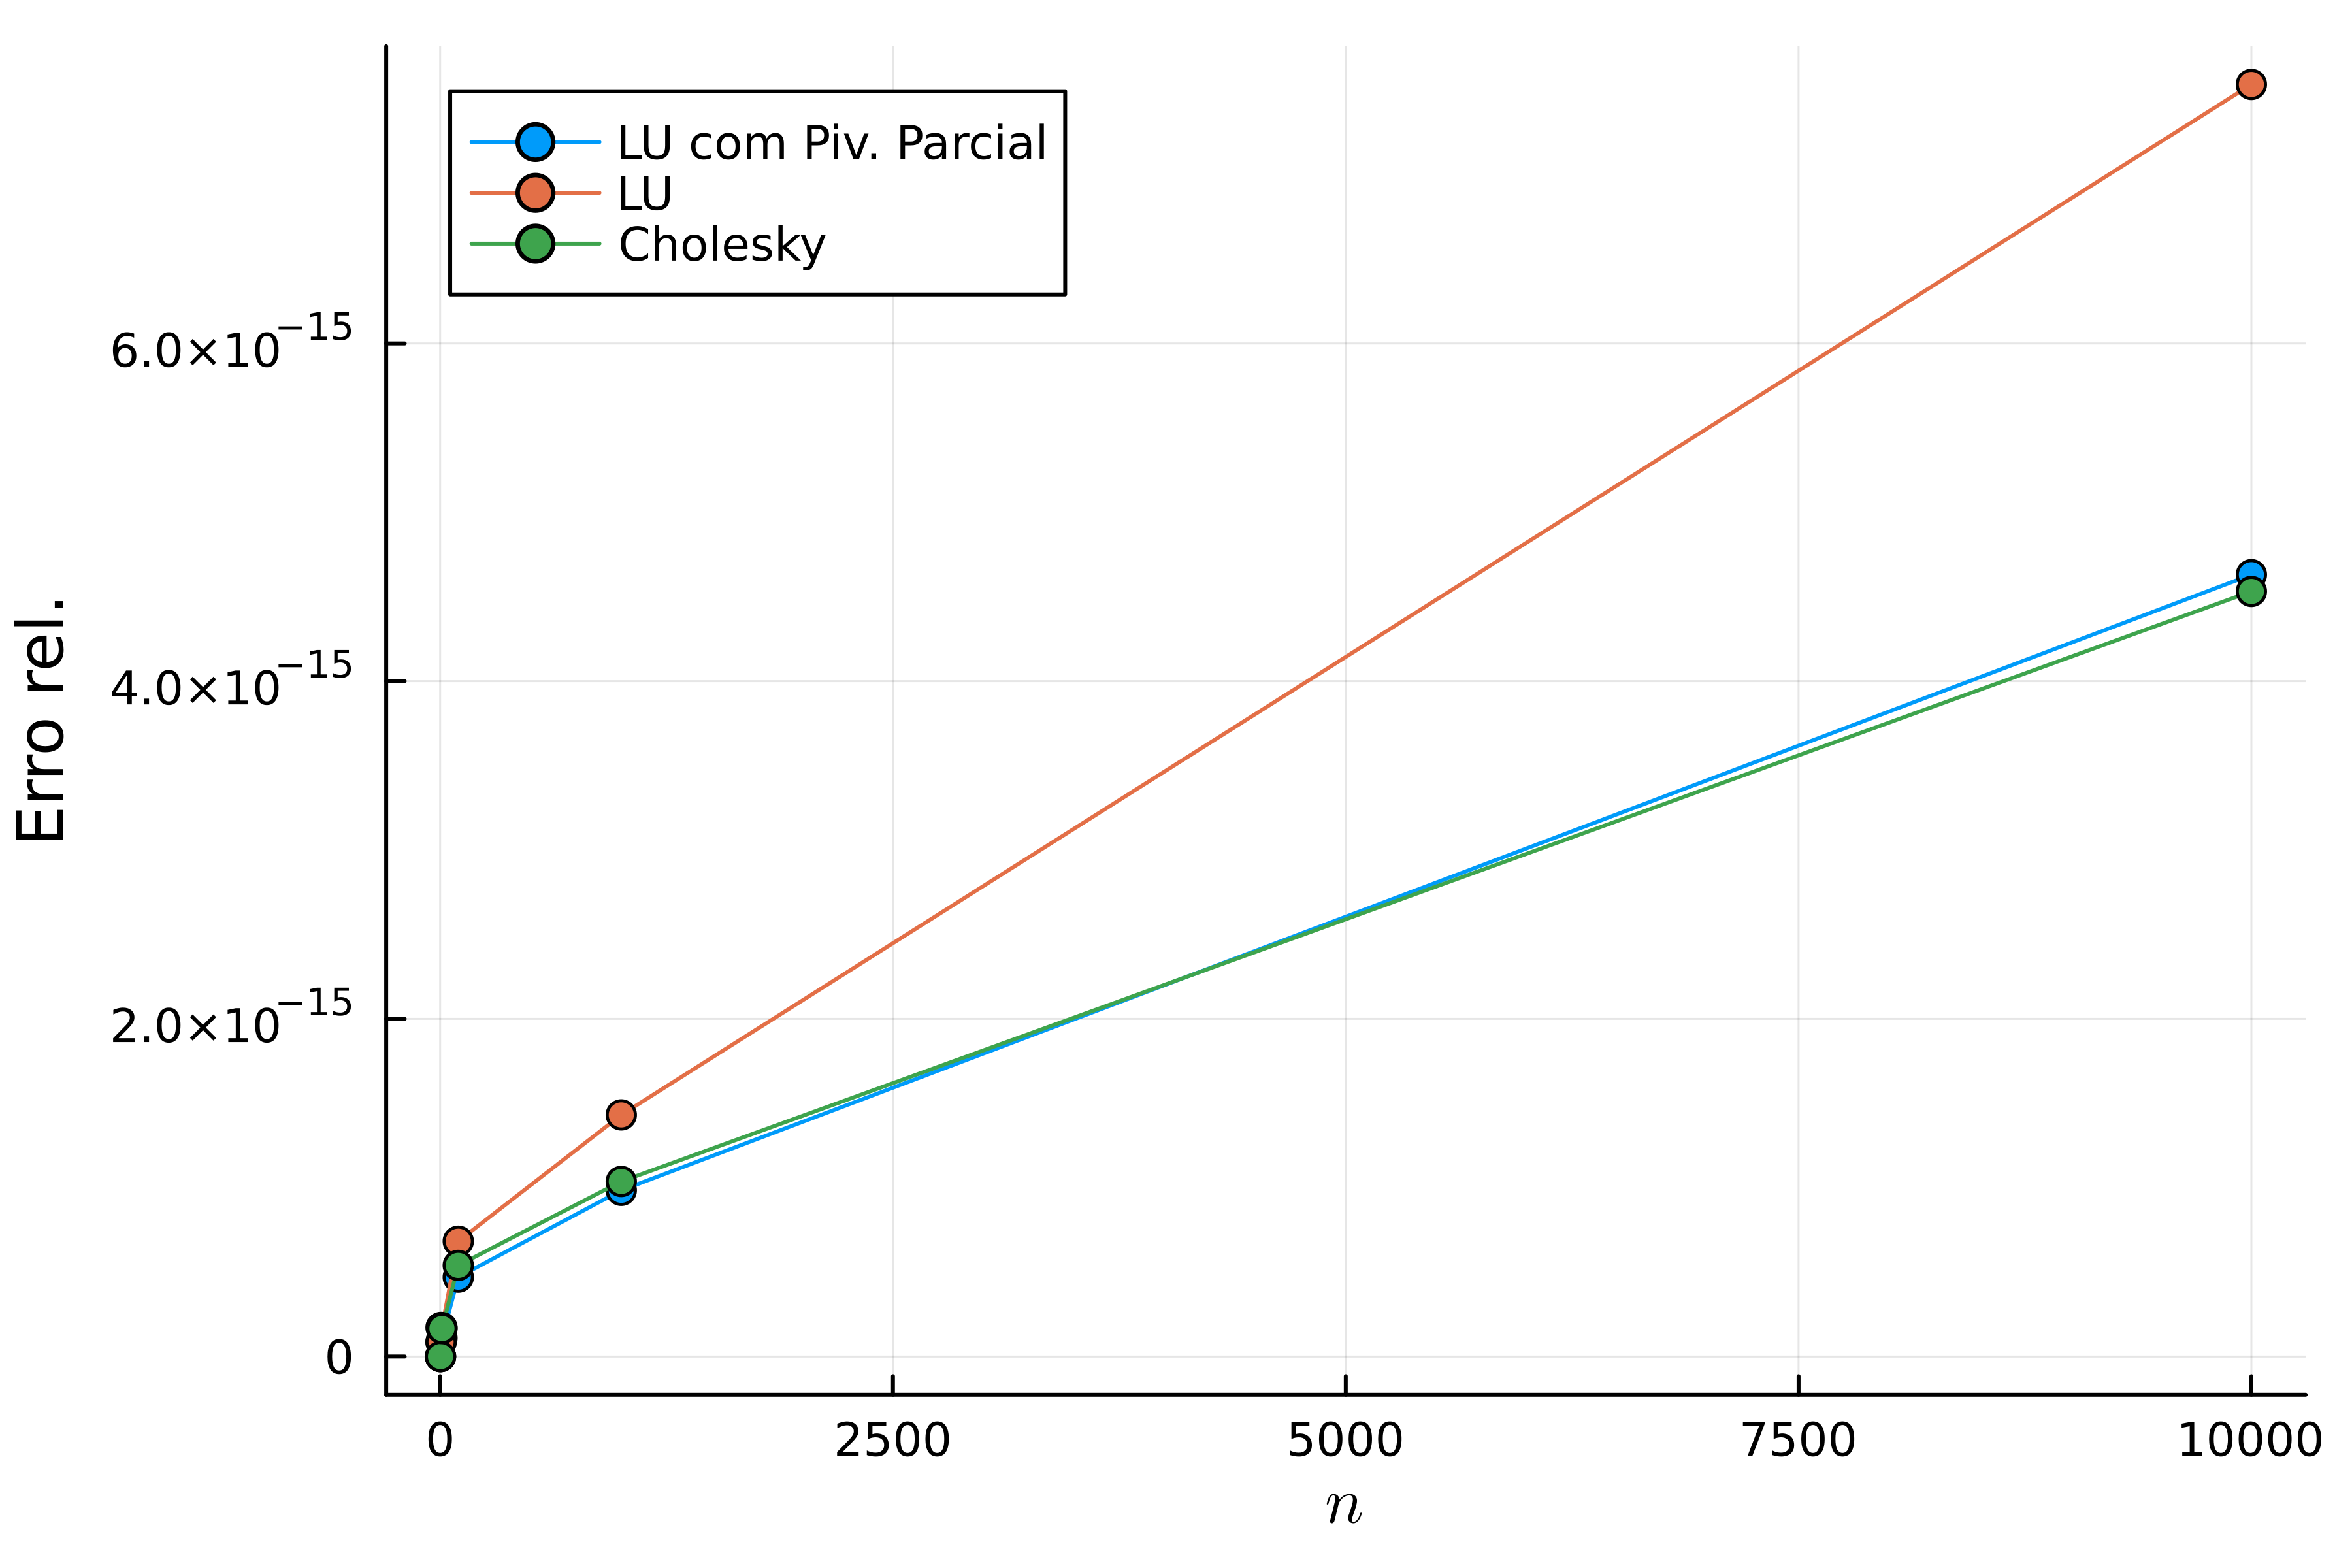 LU com Piv. Parcial
LU
Cholesky
6.0×10⁻¹⁵
4.0×10⁻¹⁵
2.0×10⁻¹⁵
0
Erro rel.
0 2500 5000 7500 10000
n